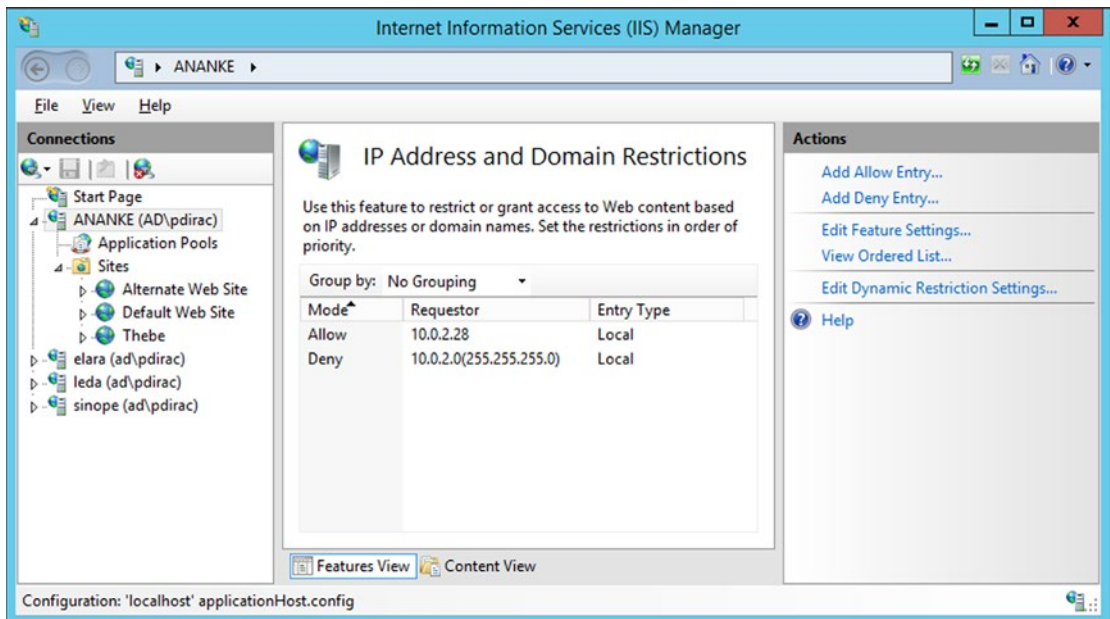 Internet Information Services (IIS) Manager
ANANKE
File View Help
Connections
Start Page
ANANKE (AD\pdirac)
Application Pools
Sites
Alternate Web Site
Default Web Site
Thebe
elara (ad\pdirac)
leda (ad\pdirac)
sinope (ad\pdirac)
IP Address and Domain Restrictions
Use this feature to restrict or grant access to Web content based
on IP addresses or domain names. Set the restrictions in order of
priority.
Group by: No Grouping
Mode Requestor Entry Type
Allow 10.0.2.28 Local
Deny 10.0.2.0(255.255.255.0) Local
Features View Content View
Actions
Add Allow Entry...
Add Deny Entry...
Edit Feature Settings...
View Ordered List...
Edit Dynamic Restriction Settings...
Help
Configuration: 'localhost' applicationHost.config